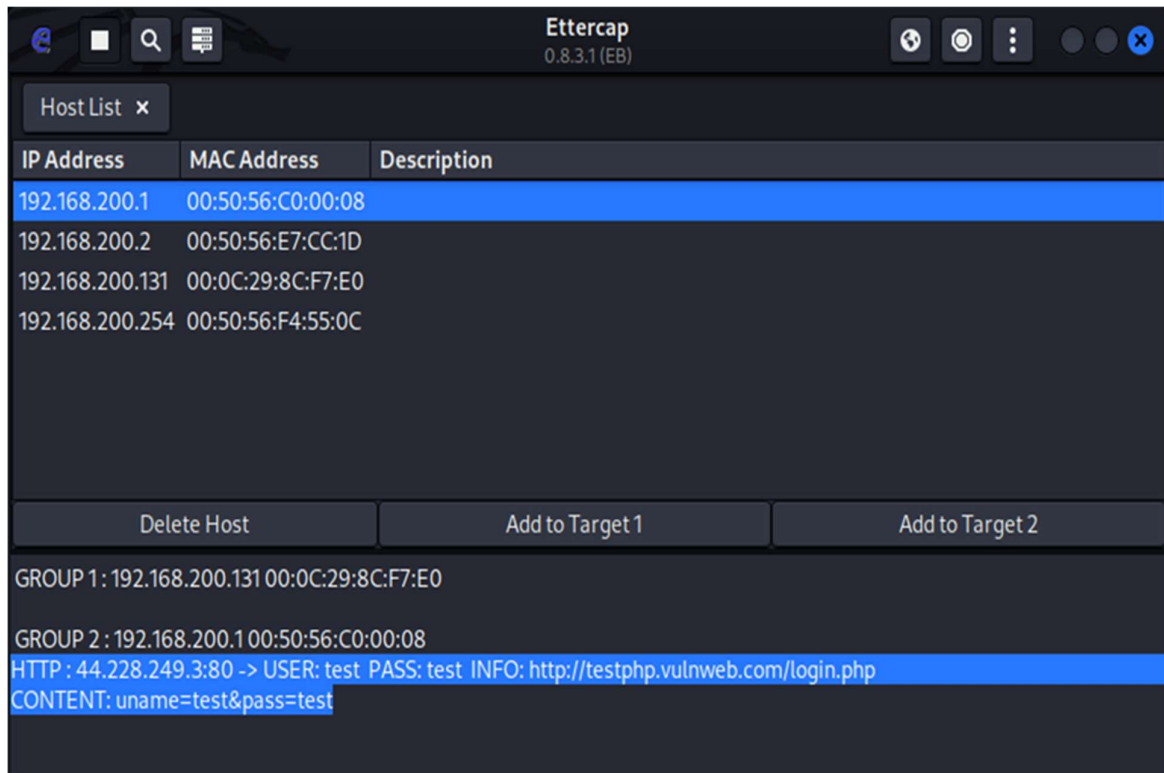 Ettercap
0.8.3.1 (EB)
Host List ×
IP Address MAC Address Description
192.168.200.1 00:50:56:C0:00:08
192.168.200.2 00:50:56:E7:CC:1D
192.168.200.131 00:0C:29:8C:F7:E0
192.168.200.254 00:50:56:F4:55:0C
Delete Host Add to Target 1 Add to Target 2
GROUP 1 : 192.168.200.131 00:0C:29:8C:F7:E0
GROUP 2 : 192.168.200.1 00:50:56:C0:00:08
HTTP : 44.228.249.3:80 -> USER: test PASS: test INFO: http://testphp.vulnweb.com/login.php
CONTENT: uname=test&pass=test